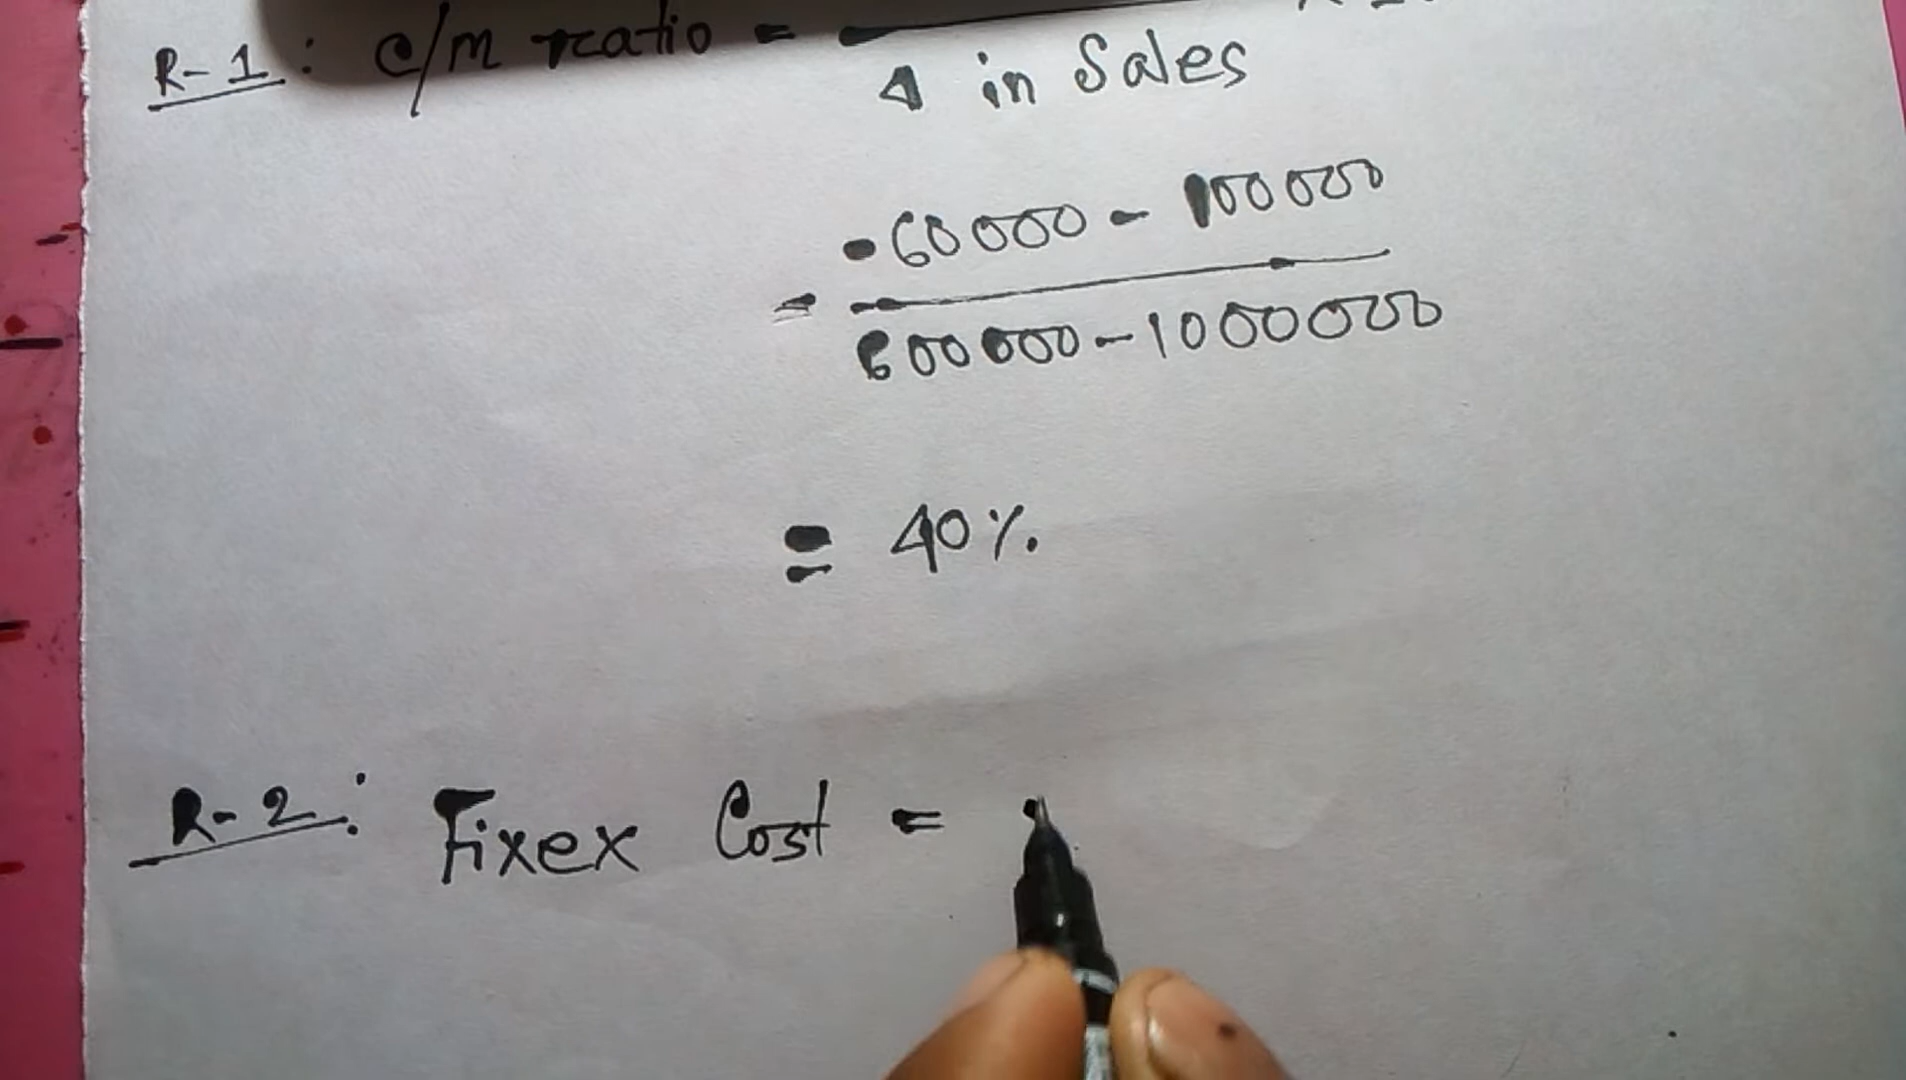 R-1: C/M ratio =
Δ in Sales
= -60000 - 100000
600000 - 1000000
= 40%
R-2: Fixex Cost =